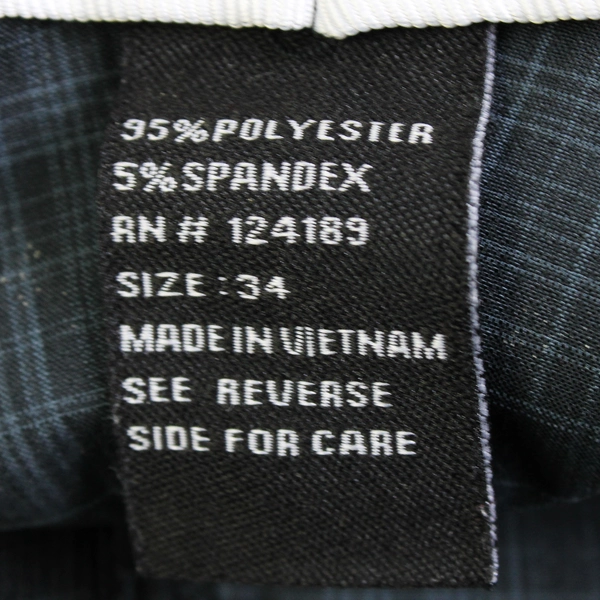 95% POLYESTER
5% SPANDEX
RN # 124189
SIZE : 34
MADE IN VIETNAM
SEE REVERSE
SIDE FOR CARE